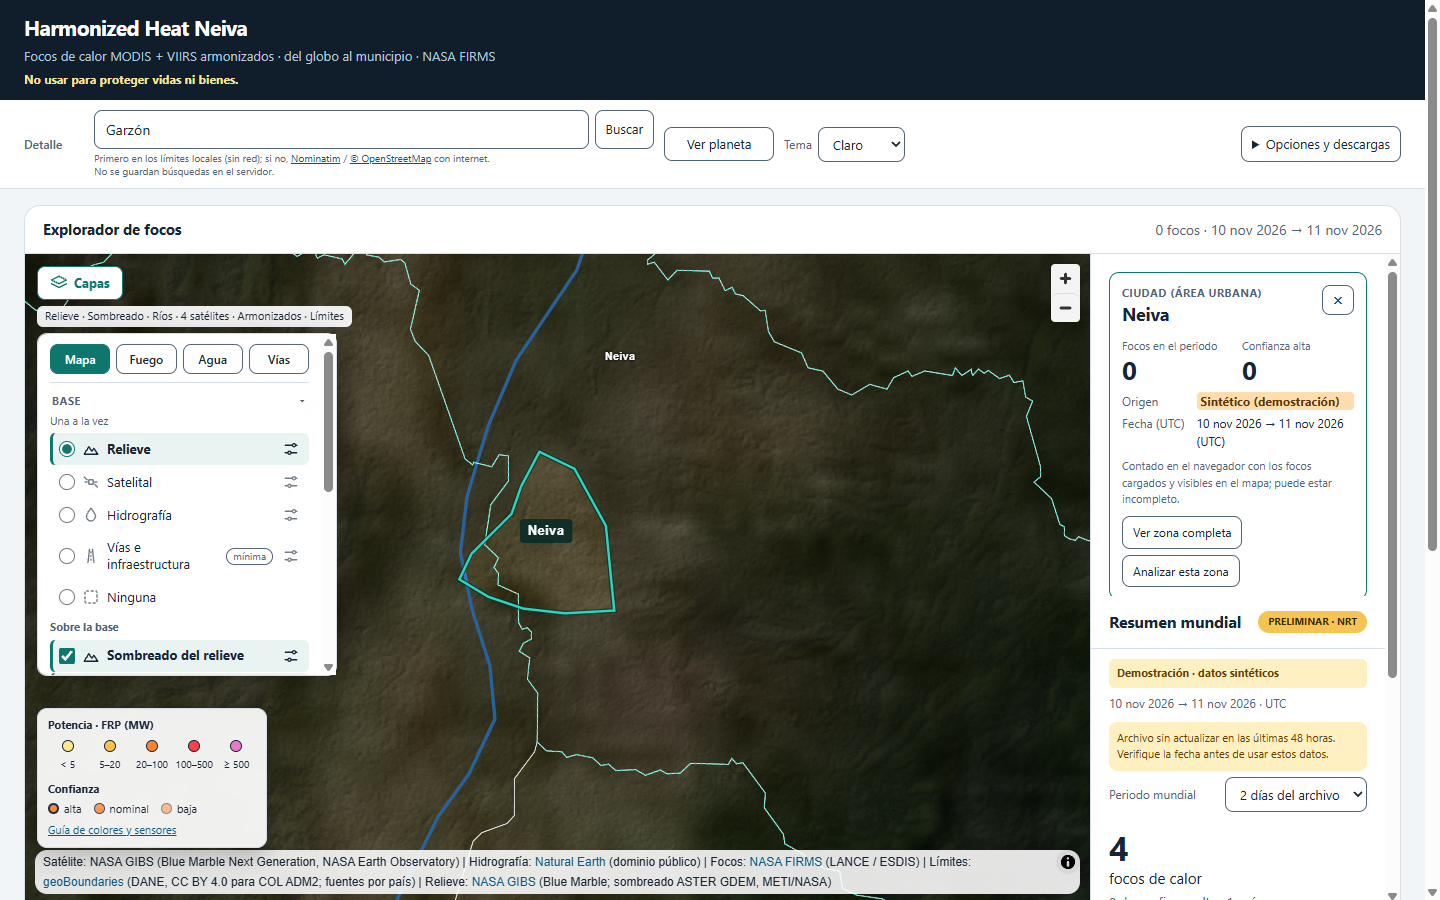 Harmonized Heat Neiva
Focos de calor MODIS + VIIRS armonizados · del globo al municipio · NASA FIRMS
No usar para proteger vidas ni bienes.
Detalle
Garzón
Buscar
Ver planeta
Tema
Claro
▶ Opciones y descargas
Primero en los límites locales (sin red); si no, Nominatim / © OpenStreetMap con internet.
No se guardan búsquedas en el servidor.
Explorador de focos
0 focos · 10 nov 2026 → 11 nov 2026
Capas
Relieve · Sombreado · Ríos · 4 satélites · Armonizados · Límites
Mapa
Fuego
Agua
Vías
BASE
Una a la vez
Relieve
Satelital
Hidrografía
Vías e
infraestructura
mínima
Ninguna
Sobre la base
Sombreado del relieve
Potencia · FRP (MW)
< 5
5–20
20–100
100–500
≥ 500
Confianza
alta
nominal
baja
Guía de colores y sensores
Neiva
Neiva
+
−
Satélite: NASA GIBS (Blue Marble Next Generation, NASA Earth Observatory) | Hidrografía: Natural Earth (dominio público) | Focos: NASA FIRMS (LANCE / ESDIS) | Límites:
geoBoundaries (DANE, CC BY 4.0 para COL ADM2; fuentes por país) | Relieve: NASA GIBS (Blue Marble; sombreado ASTER GDEM, METI/NASA)
CIUDAD (ÁREA URBANA)
Neiva
×
Focos en el periodo
Confianza alta
0
0
Origen
Sintético (demostración)
Fecha (UTC)
10 nov 2026 → 11 nov 2026
(UTC)
Contado en el navegador con los focos
cargados y visibles en el mapa; puede estar
incompleto.
Ver zona completa
Analizar esta zona
Resumen mundial
PRELIMINAR · NRT
Demostración · datos sintéticos
10 nov 2026 → 11 nov 2026 · UTC
Archivo sin actualizar en las últimas 48 horas.
Verifique la fecha antes de usar estos datos.
Periodo mundial
2 días del archivo
4
focos de calor